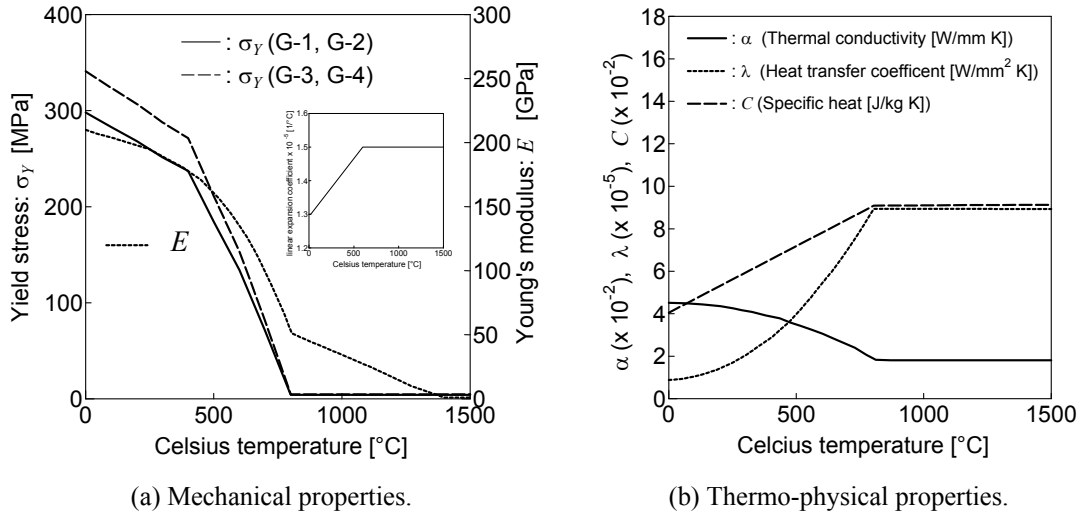 400
300
200
100
0
Yield stress: σY [MPa]
300
250
200
150
100
50
0
Young's modulus: E [GPa]
: σY (G-1, G-2)
: σY (G-3, G-4)
E
1.6
1.5
1.4
1.3
1.2
linear expansion coefficient x 10⁻⁵ [1/°C]
0 500 1000 1500
Celsius temperature [°C]
0 500 1000 1500
Celsius temperature [°C]
(a) Mechanical properties.
18
16
14
12
10
8
6
4
2
0
α (x 10⁻²), λ (x 10⁻⁵), C (x 10⁻²)
: α (Thermal conductivity [W/mm K])
: λ (Heat transfer coefficent [W/mm² K])
: C (Specific heat [J/kg K])
0 500 1000 1500
Celcius temperature [°C]
(b) Thermo-physical properties.